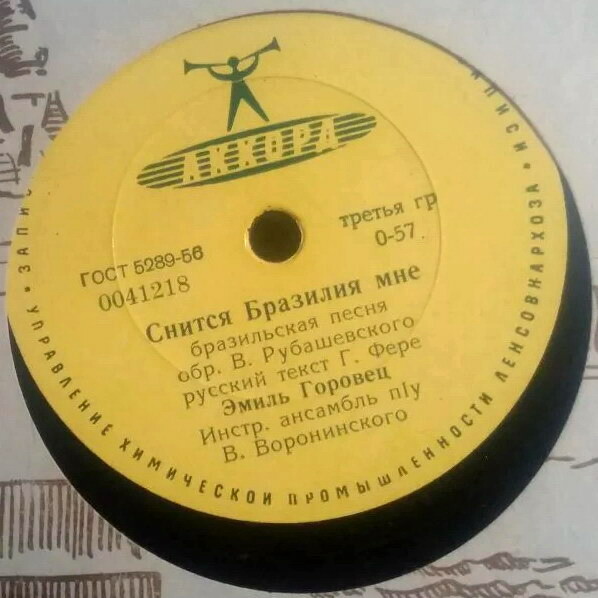 АККОРД
ГОСТ 5289-56
0041218
третья гр
0-57
Снится Бразилия мне
бразильская песня
обр. В. Рубашевского
русский текст Г. Фере
Эмиль Горовец
Инстр. ансамбль п/у
В. Воронинского
УПРАВЛЕНИЕ ХИМИЧЕСКОЙ ПРОМЫШЛЕННОСТИ ЛЕНСОВНАРХОЗА